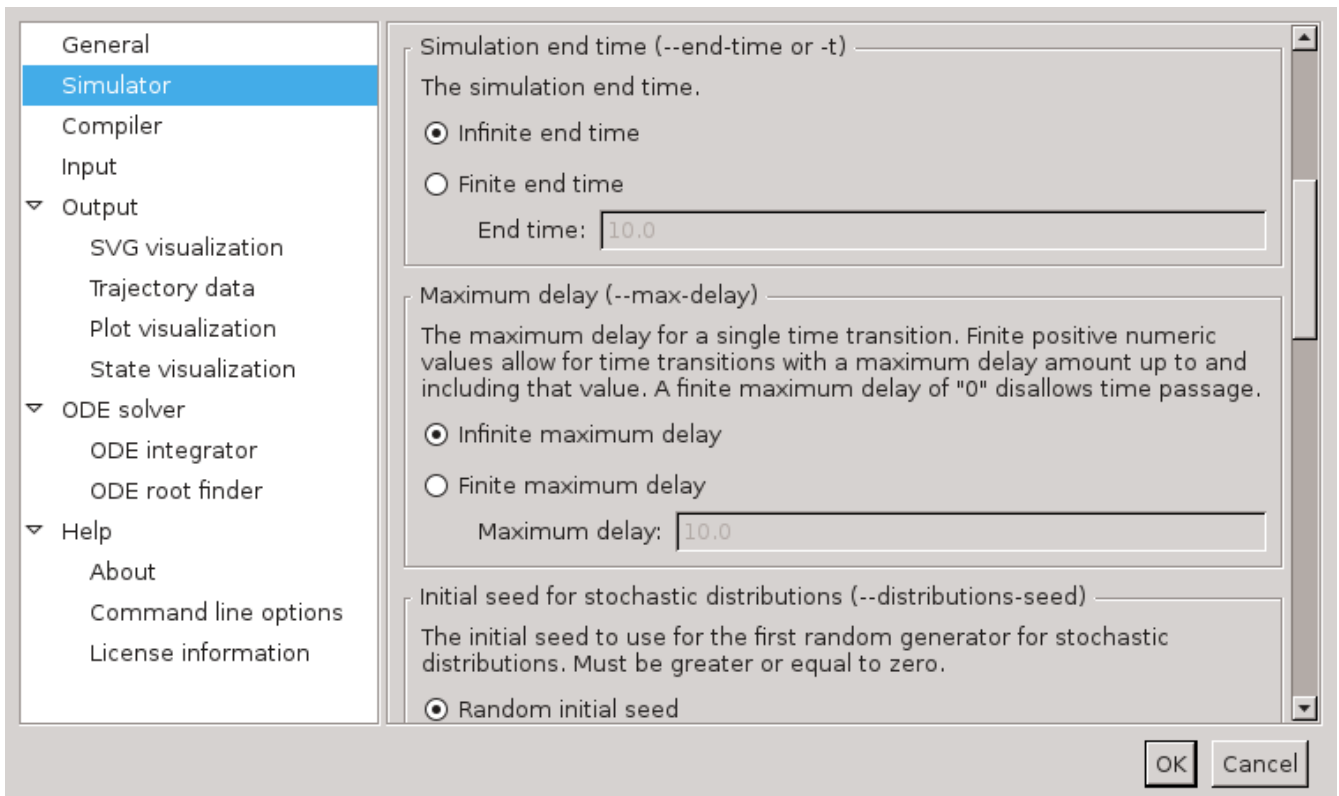 General
Simulator
Compiler
Input
Output
SVG visualization
Trajectory data
Plot visualization
State visualization
ODE solver
ODE integrator
ODE root finder
Help
About
Command line options
License information
Simulation end time (--end-time or -t)
The simulation end time.
Infinite end time
Finite end time
End time: 10.0
Maximum delay (--max-delay)
The maximum delay for a single time transition. Finite positive numeric
values allow for time transitions with a maximum delay amount up to and
including that value. A finite maximum delay of "0" disallows time passage.
Infinite maximum delay
Finite maximum delay
Maximum delay: 10.0
Initial seed for stochastic distributions (--distributions-seed)
The initial seed to use for the first random generator for stochastic
distributions. Must be greater or equal to zero.
Random initial seed
OK Cancel